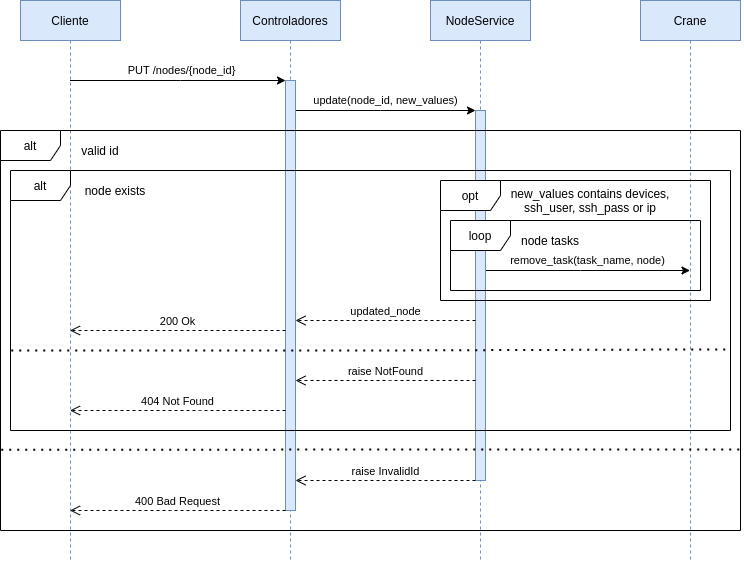 Cliente
Controladores
NodeService
Crane
PUT /nodes/{node_id}
update(node_id, new_values)
alt
valid id
alt
node exists
opt
new_values contains devices,
ssh_user, ssh_pass or ip
loop
node tasks
remove_task(task_name, node)
updated_node
200 Ok
raise NotFound
404 Not Found
raise InvalidId
400 Bad Request